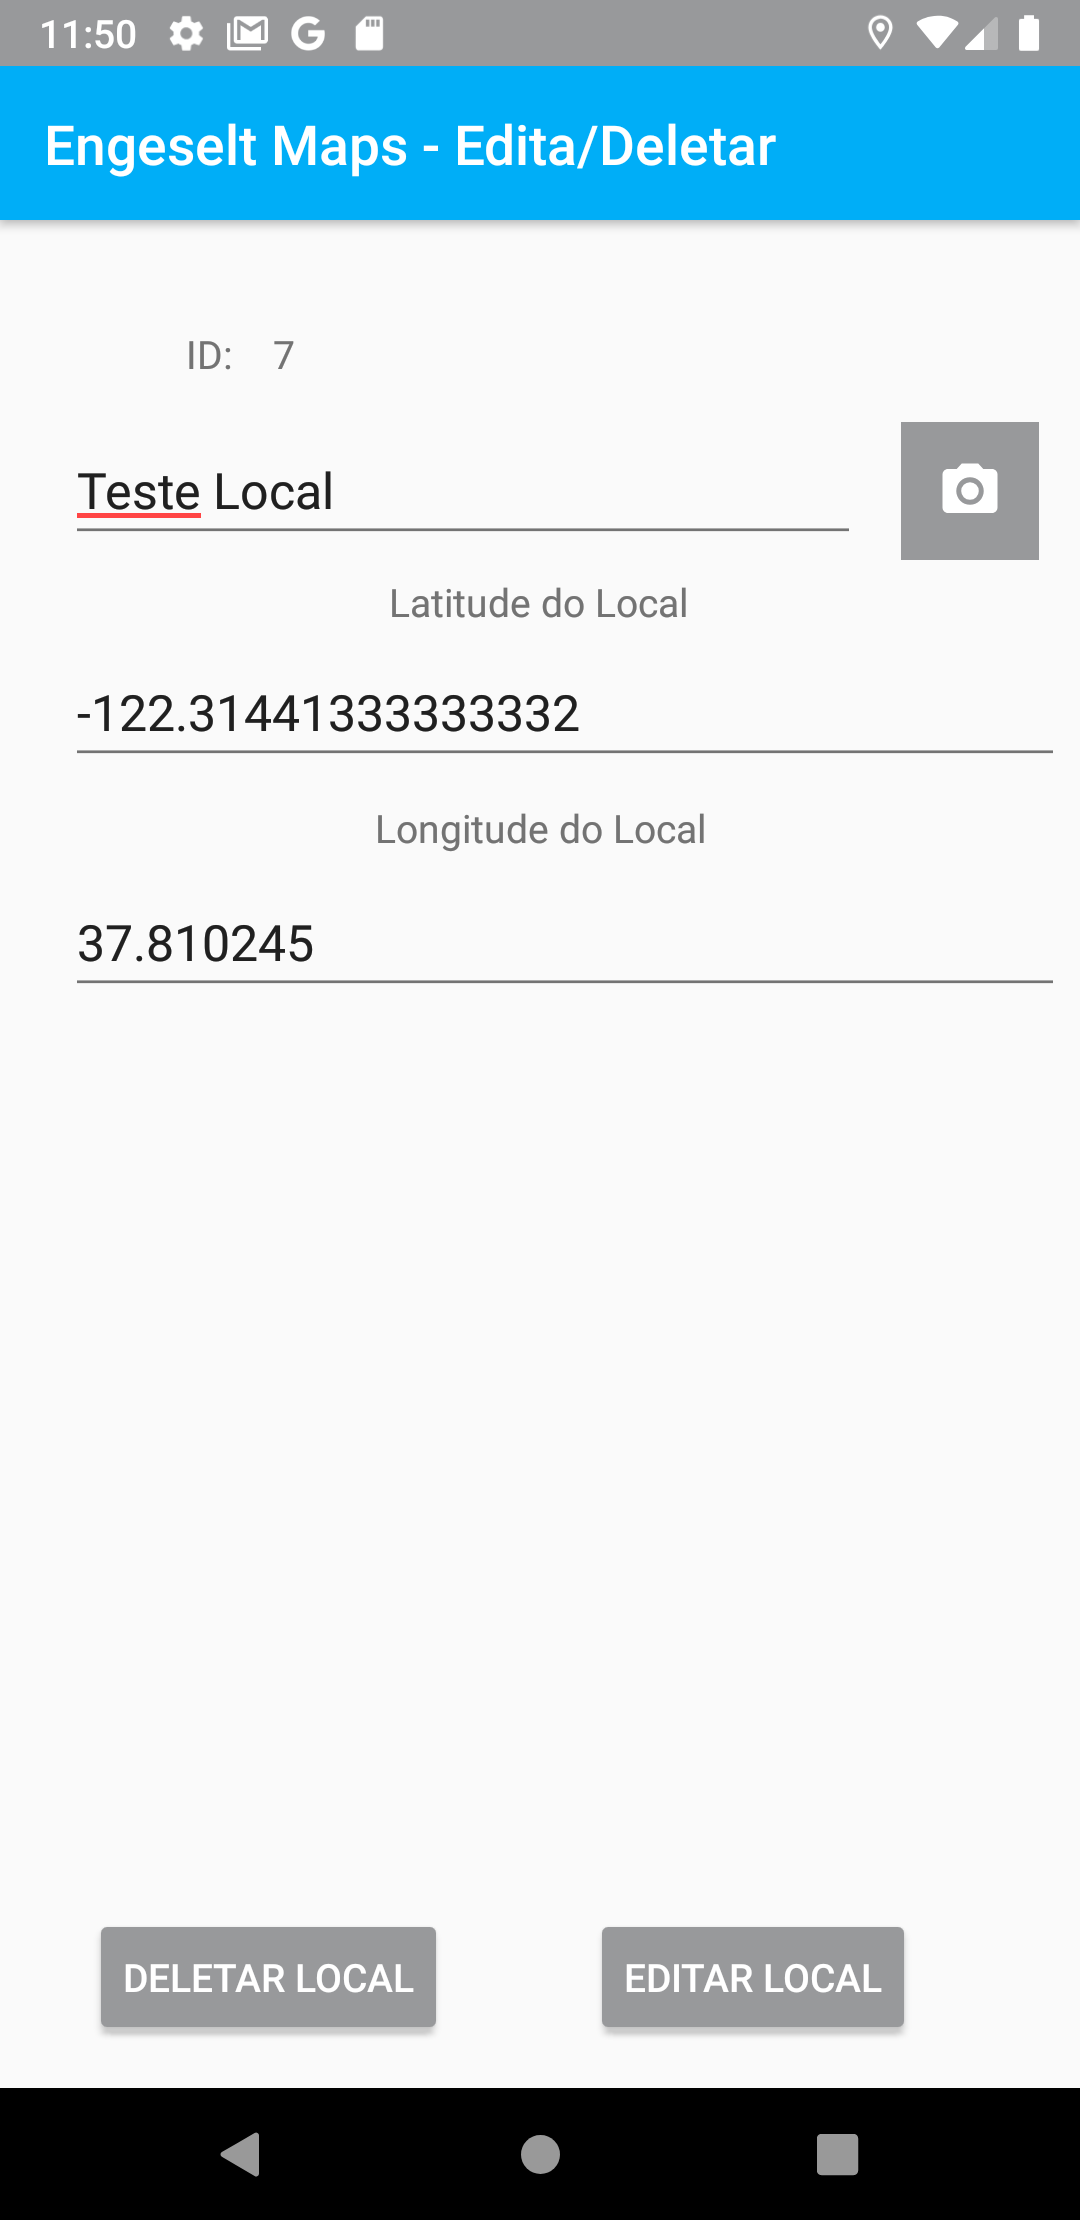 11:50
Engeselt Maps - Edita/Deletar
ID: 7
Teste Local
Latitude do Local
-122.31441333333332
Longitude do Local
37.810245
DELETAR LOCAL
EDITAR LOCAL